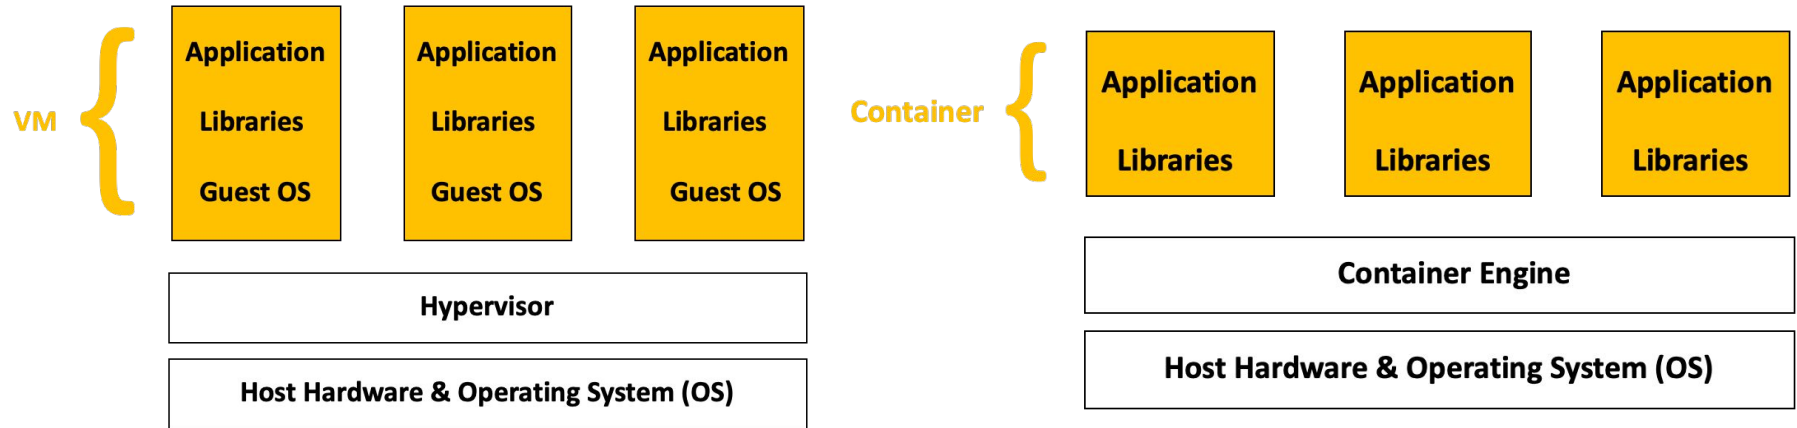 VM
Application
Libraries
Guest OS
Application
Libraries
Guest OS
Application
Libraries
Guest OS
Hypervisor
Host Hardware & Operating System (OS)
Container
Application
Libraries
Application
Libraries
Application
Libraries
Container Engine
Host Hardware & Operating System (OS)